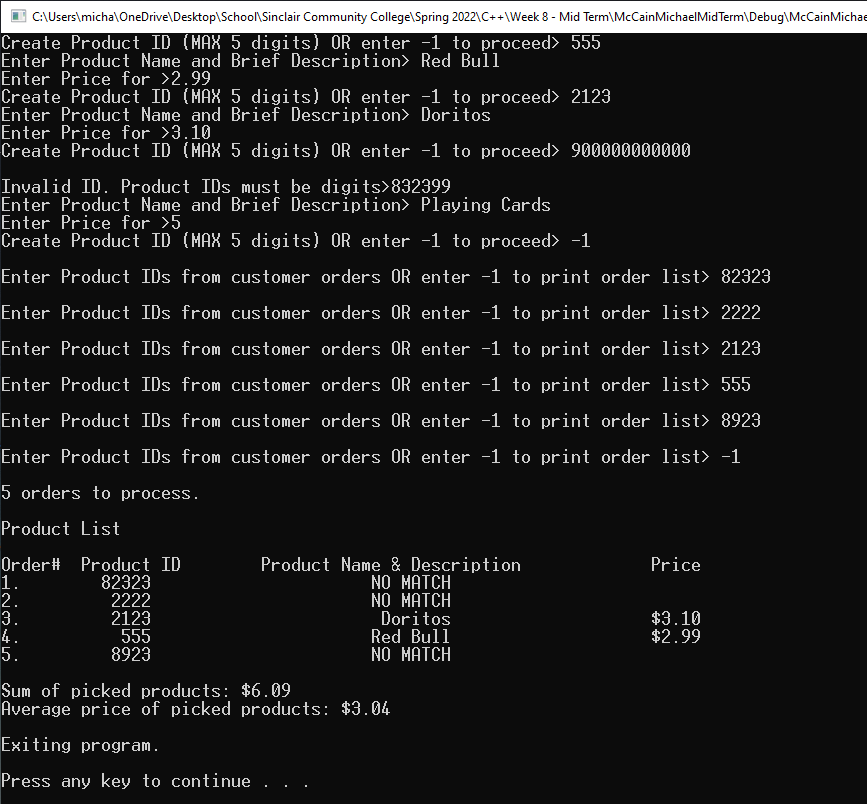 C:\Users\micha\OneDrive\Desktop\School\Sinclair Community College\Spring 2022\C++\Week 8 - Mid Term\McCainMichaelMidTerm\Debug\McCainMichae
Create Product ID (MAX 5 digits) OR enter -1 to proceed> 555
Enter Product Name and Brief Description> Red Bull
Enter Price for >2.99
Create Product ID (MAX 5 digits) OR enter -1 to proceed> 2123
Enter Product Name and Brief Description> Doritos
Enter Price for >3.10
Create Product ID (MAX 5 digits) OR enter -1 to proceed> 900000000000
Invalid ID. Product IDs must be digits>832399
Enter Product Name and Brief Description> Playing Cards
Enter Price for >5
Create Product ID (MAX 5 digits) OR enter -1 to proceed> -1
Enter Product IDs from customer orders OR enter -1 to print order list> 82323
Enter Product IDs from customer orders OR enter -1 to print order list> 2222
Enter Product IDs from customer orders OR enter -1 to print order list> 2123
Enter Product IDs from customer orders OR enter -1 to print order list> 555
Enter Product IDs from customer orders OR enter -1 to print order list> 8923
Enter Product IDs from customer orders OR enter -1 to print order list> -1
5 orders to process.
Product List
Order#  Product ID        Product Name & Description             Price
1.        82323                      NO MATCH
2.         2222                      NO MATCH
3.         2123                       Doritos                    $3.10
4.          555                      Red Bull                    $2.99
5.         8923                      NO MATCH
Sum of picked products: $6.09
Average price of picked products: $3.04
Exiting program.
Press any key to continue . . .